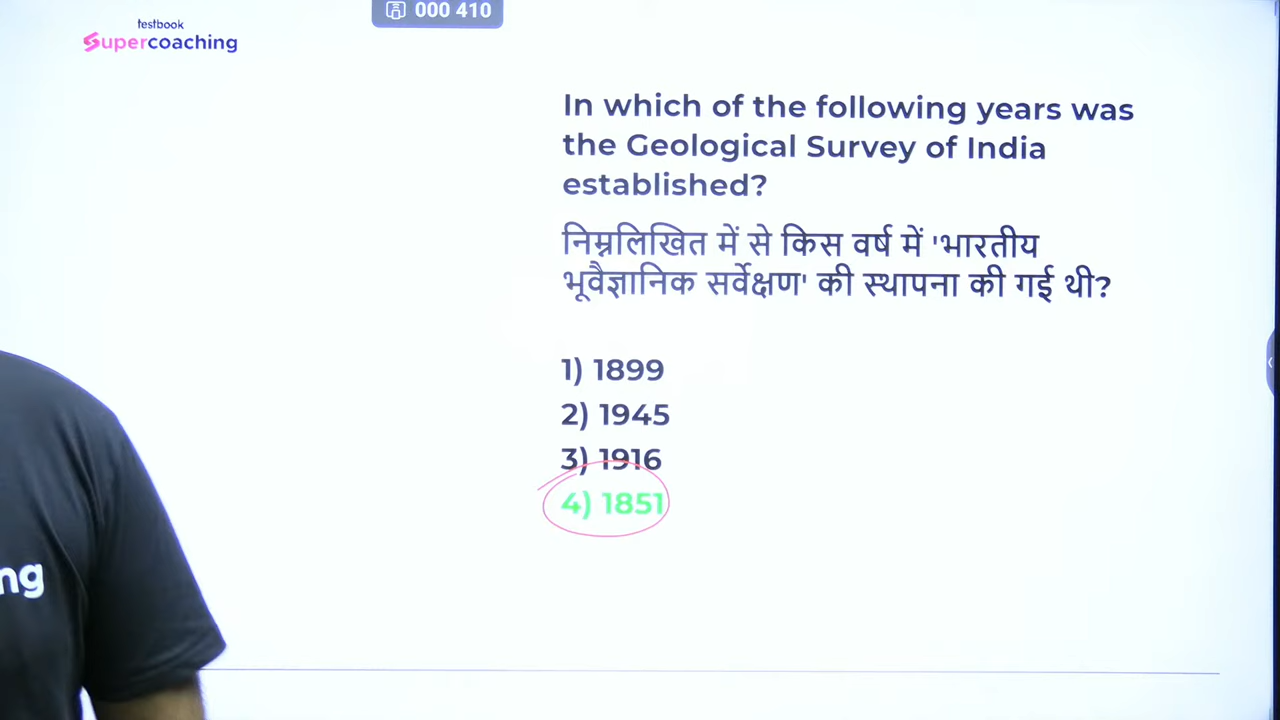 000 410
testbook
Supercoaching
In which of the following years was
the Geological Survey of India
established?
निम्नलिखित में से किस वर्ष में 'भारतीय
भूवैज्ञानिक सर्वेक्षण' की स्थापना की गई थी?
1) 1899
2) 1945
3) 1916
4) 1851
ng